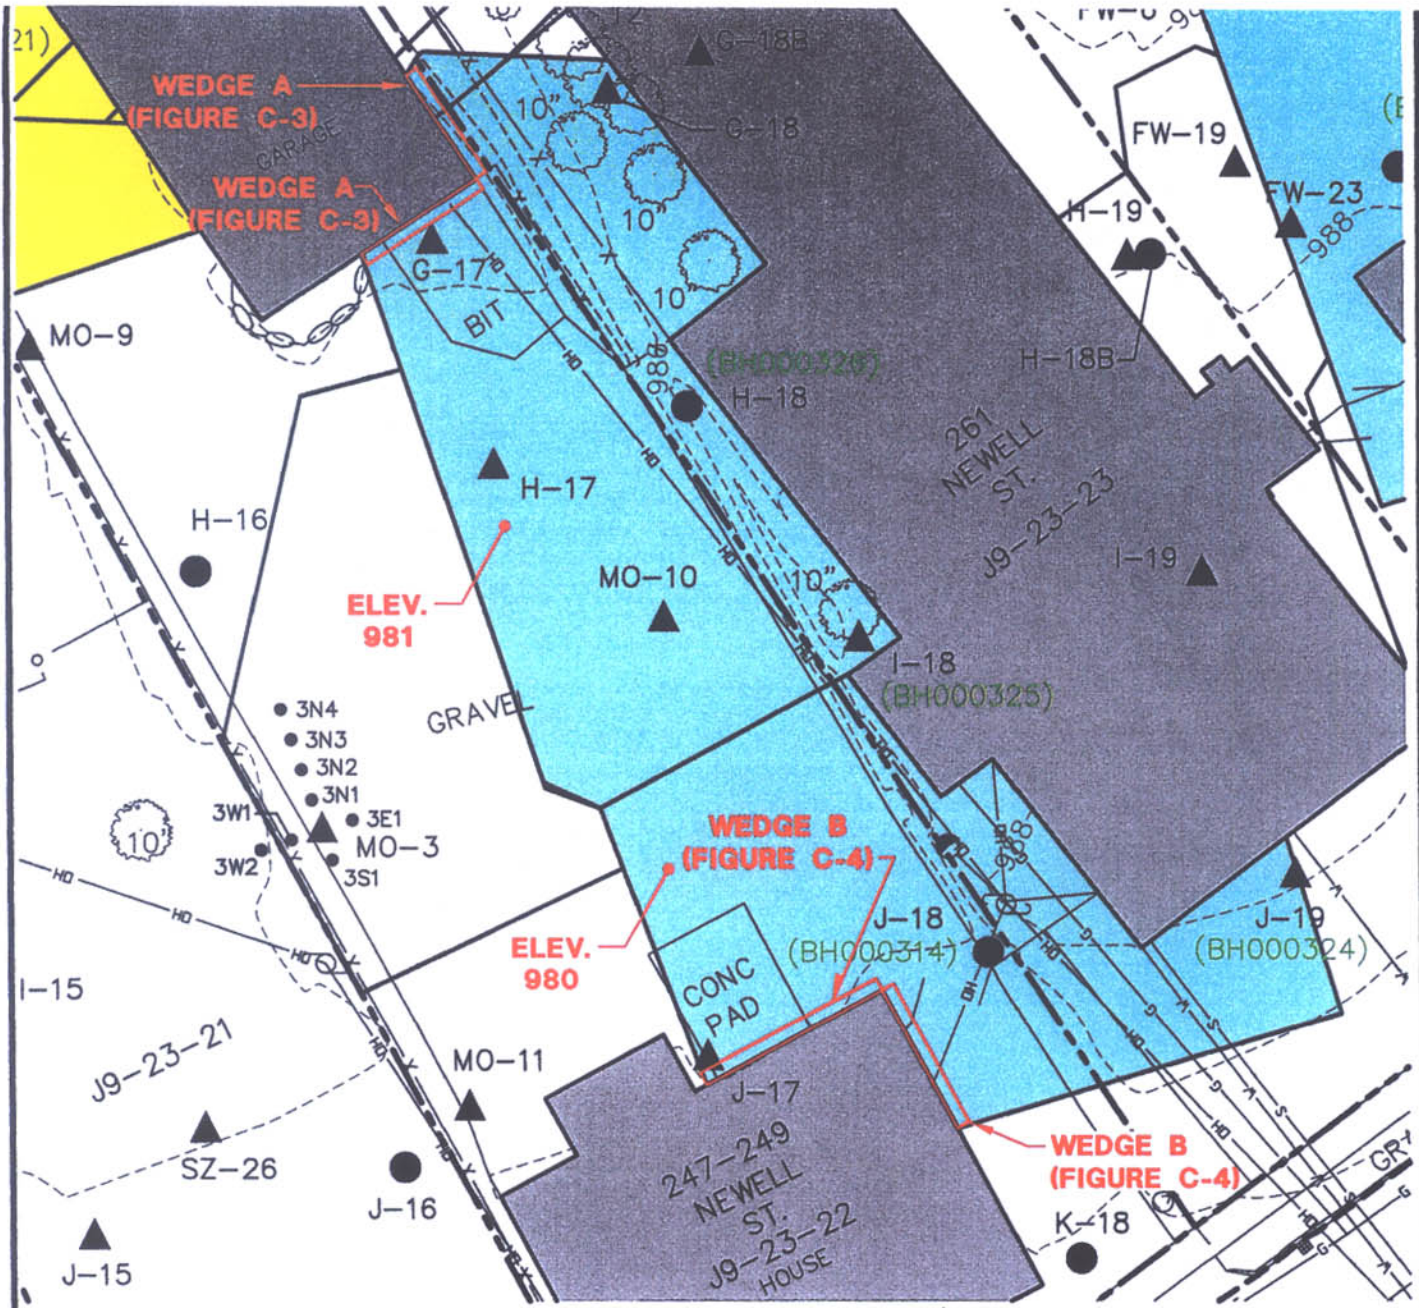 21)
WEDGE A
(FIGURE C-3)
GARAGE
WEDGE A
(FIGURE C-3)
G-18B
G-18
10"
10"
10
FW-19
FW-23
988
H-19
H-18B
G-17
BIT
MO-9
988
(BH000326)
H-18
261
NEWELL
ST.
J9-23-23
H-17
H-16
I-19
MO-10
10"
ELEV.
981
I-18
(BH000325)
GRAVEL
3N4
3N3
3N2
3N1
3W1
3E1
10'
MO-3
3W2
3S1
WEDGE B
(FIGURE C-4)
988
J-18
(BH000314)
J-19
(BH000324)
ELEV.
980
CONC
PAD
I-15
J9-23-21
MO-11
J-17
SZ-26
J-16
J-15
247-249
NEWELL
ST.
J9-23-22
HOUSE
WEDGE B
(FIGURE C-4)
K-18